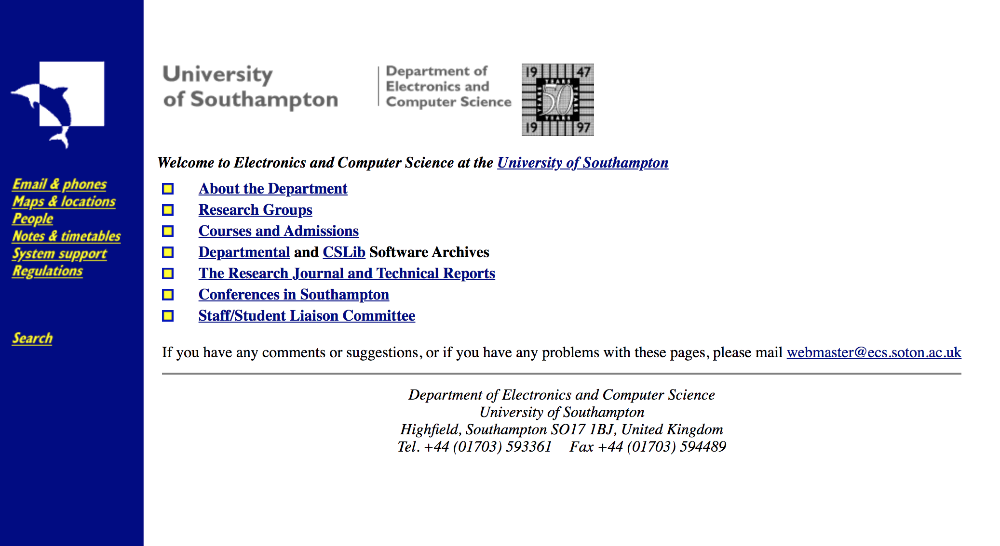 University
of Southampton
Department of
Electronics and
Computer Science
19 47
YEARS
YEARS 50 YEARS
YEARS
19 97
Welcome to Electronics and Computer Science at the University of Southampton
Email & phones
Maps & locations
People
Notes & timetables
System support
Regulations
Search
About the Department
Research Groups
Courses and Admissions
Departmental and CSLib Software Archives
The Research Journal and Technical Reports
Conferences in Southampton
Staff/Student Liaison Committee
If you have any comments or suggestions, or if you have any problems with these pages, please mail webmaster@ecs.soton.ac.uk
Department of Electronics and Computer Science
University of Southampton
Highfield, Southampton SO17 1BJ, United Kingdom
Tel. +44 (01703) 593361 Fax +44 (01703) 594489